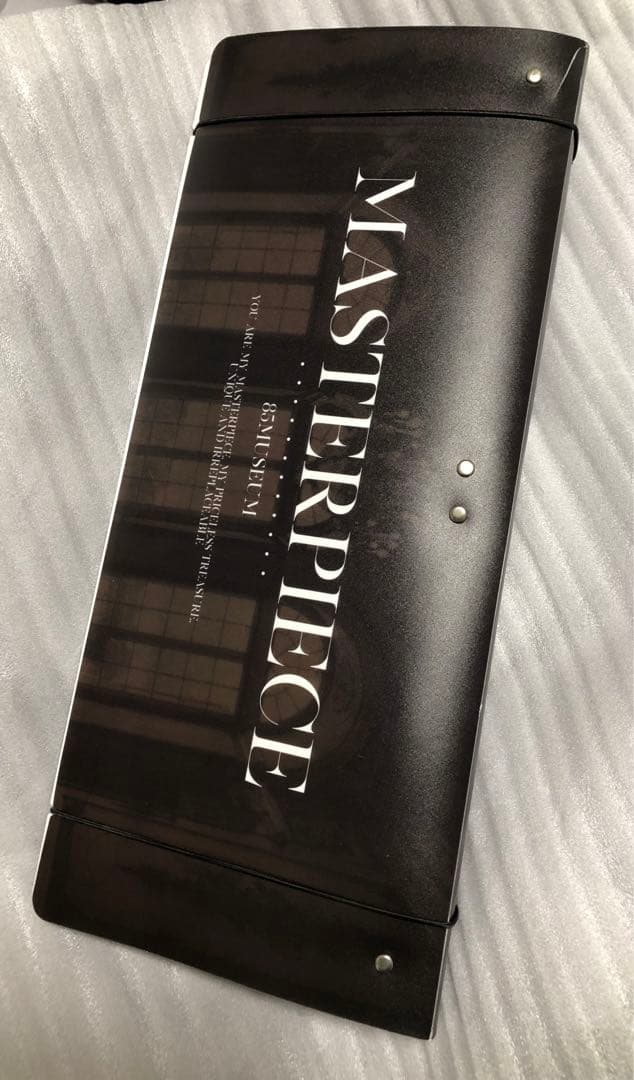 MASTERPIECE
85MUSEUM
YOU ARE MY MASTERPIECE, MY PRICELESS TREASURE,
UNIQUE AND IRREPLACEABLE